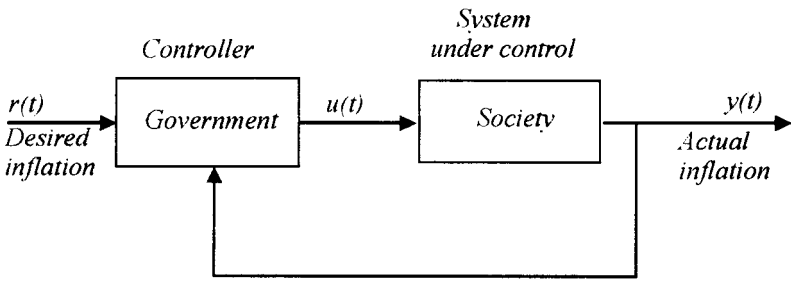 System
Controller
under control
r(t)
Government
u(t)
Society
y(t)
Desired
inflation
Actual
inflation